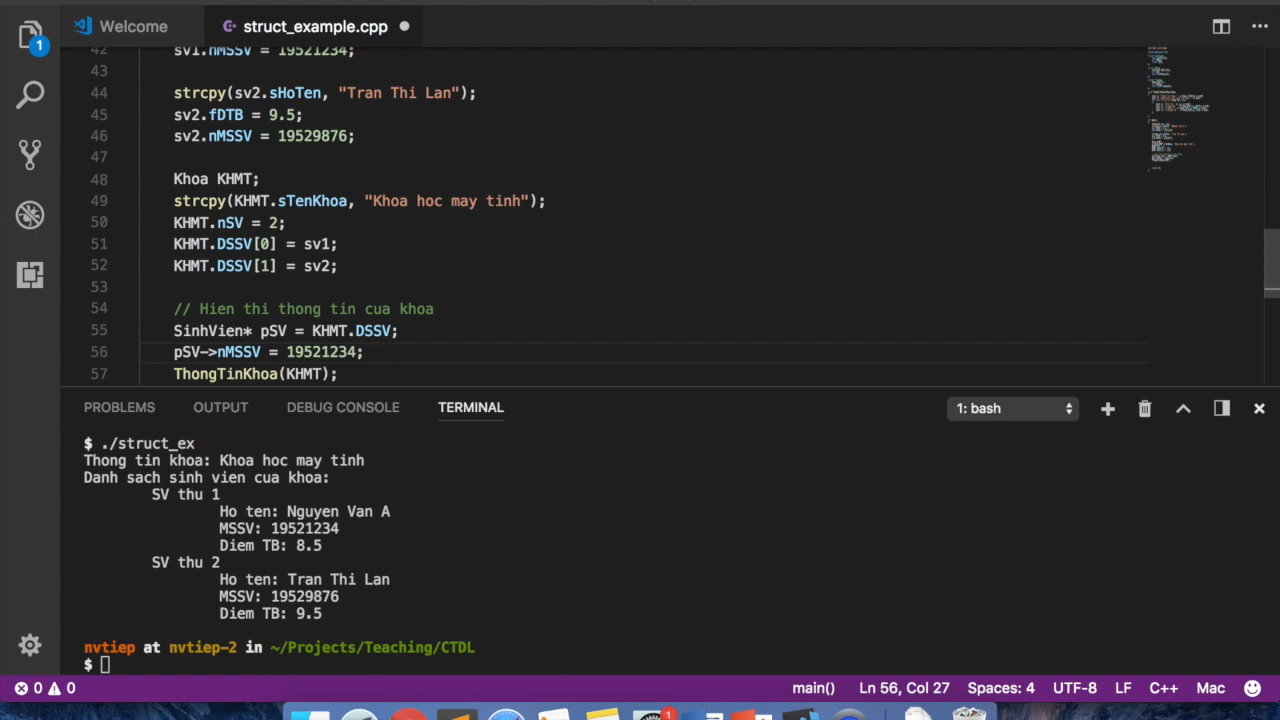 Welcome
struct_example.cpp
1
42 sv1.nMSSV = 19521234;
43
44 strcpy(sv2.sHoTen, "Tran Thi Lan");
45 sv2.fDTB = 9.5;
46 sv2.nMSSV = 19529876;
47
48 Khoa KHMT;
49 strcpy(KHMT.sTenKhoa, "Khoa hoc may tinh");
50 KHMT.nSV = 2;
51 KHMT.DSSV[0] = sv1;
52 KHMT.DSSV[1] = sv2;
53
54 // Hien thi thong tin cua khoa
55 SinhVien* pSV = KHMT.DSSV;
56 pSV->nMSSV = 19521234;
57 ThongTinKhoa(KHMT);
PROBLEMS OUTPUT DEBUG CONSOLE TERMINAL 1: bash
$ ./struct_ex
Thong tin khoa: Khoa hoc may tinh
Danh sach sinh vien cua khoa:
SV thu 1
Ho ten: Nguyen Van A
MSSV: 19521234
Diem TB: 8.5
SV thu 2
Ho ten: Tran Thi Lan
MSSV: 19529876
Diem TB: 9.5
nvtiep at nvtiep-2 in ~/Projects/Teaching/CTDL
$
0 0 main() Ln 56, Col 27 Spaces: 4 UTF-8 LF C++ Mac
1